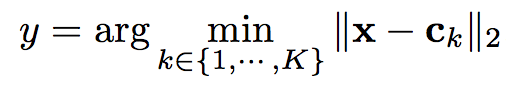 y = arg min_{k∈{1,⋯,K}} ‖x − c_k‖_2